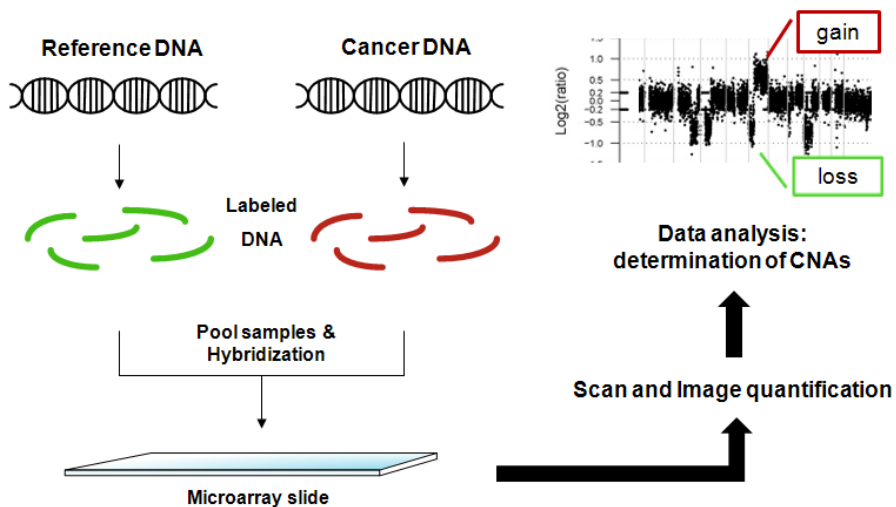 Reference DNA
Cancer DNA
Labeled
DNA
Pool samples &
Hybridization
Microarray slide
Scan and Image quantification
Data analysis:
determination of CNAs
gain
loss
Log2(ratio)
1.0
0.5
0.2
0.0
-0.2
-0.5
-1.0